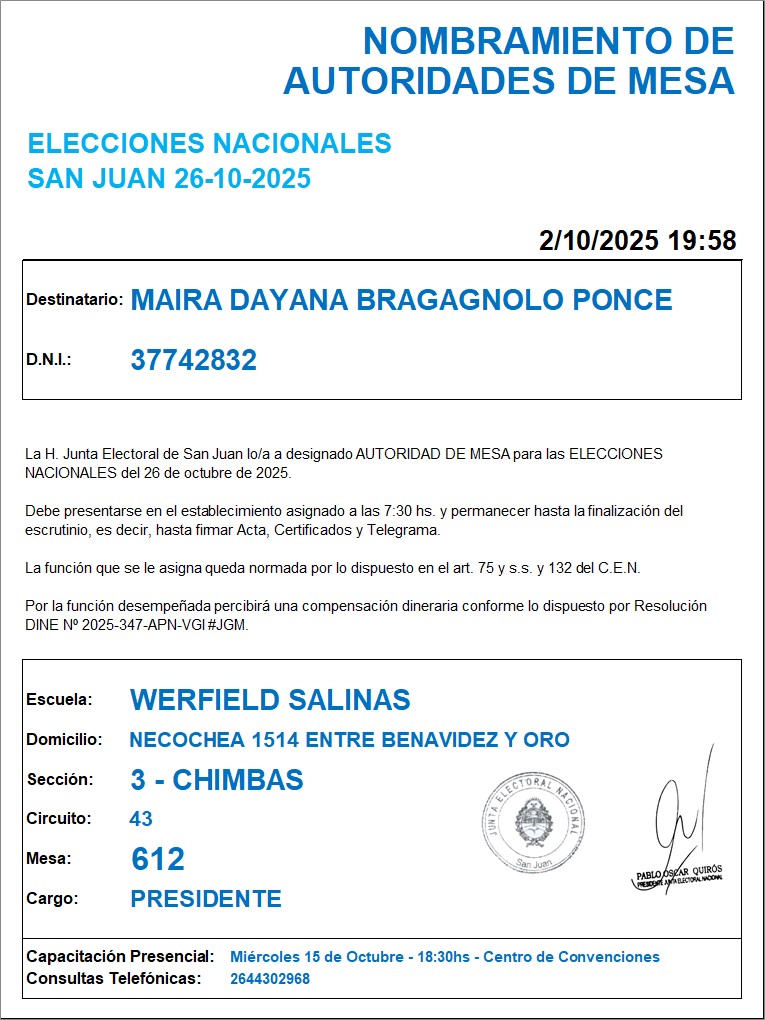 NOMBRAMIENTO DE
AUTORIDADES DE MESA
ELECCIONES NACIONALES
SAN JUAN 26-10-2025
2/10/2025 19:58
Destinatario: MAIRA DAYANA BRAGAGNOLO PONCE
D.N.I.: 37742832
La H. Junta Electoral de San Juan lo/a a designado AUTORIDAD DE MESA para las ELECCIONES
NACIONALES del 26 de octubre de 2025.
Debe presentarse en el establecimiento asignado a las 7:30 hs. y permanecer hasta la finalización del
escrutinio, es decir, hasta firmar Acta, Certificados y Telegrama.
La función que se le asigna queda normada por lo dispuesto en el art. 75 y s.s. y 132 del C.E.N.
Por la función desempeñada percibirá una compensación dineraria conforme lo dispuesto por Resolución
DINE Nº 2025-347-APN-VGI#JGM.
Escuela: WERFIELD SALINAS
Domicilio: NECOCHEA 1514 ENTRE BENAVIDEZ Y ORO
Sección: 3 - CHIMBAS
Circuito: 43
Mesa: 612
Cargo: PRESIDENTE
JUNTA ELECTORAL NACIONAL
San Juan
PABLO OSCAR QUIRÓS
PRESIDENTE JUNTA ELECTORAL NACIONAL
Capacitación Presencial: Miércoles 15 de Octubre - 18:30hs - Centro de Convenciones
Consultas Telefónicas: 2644302968